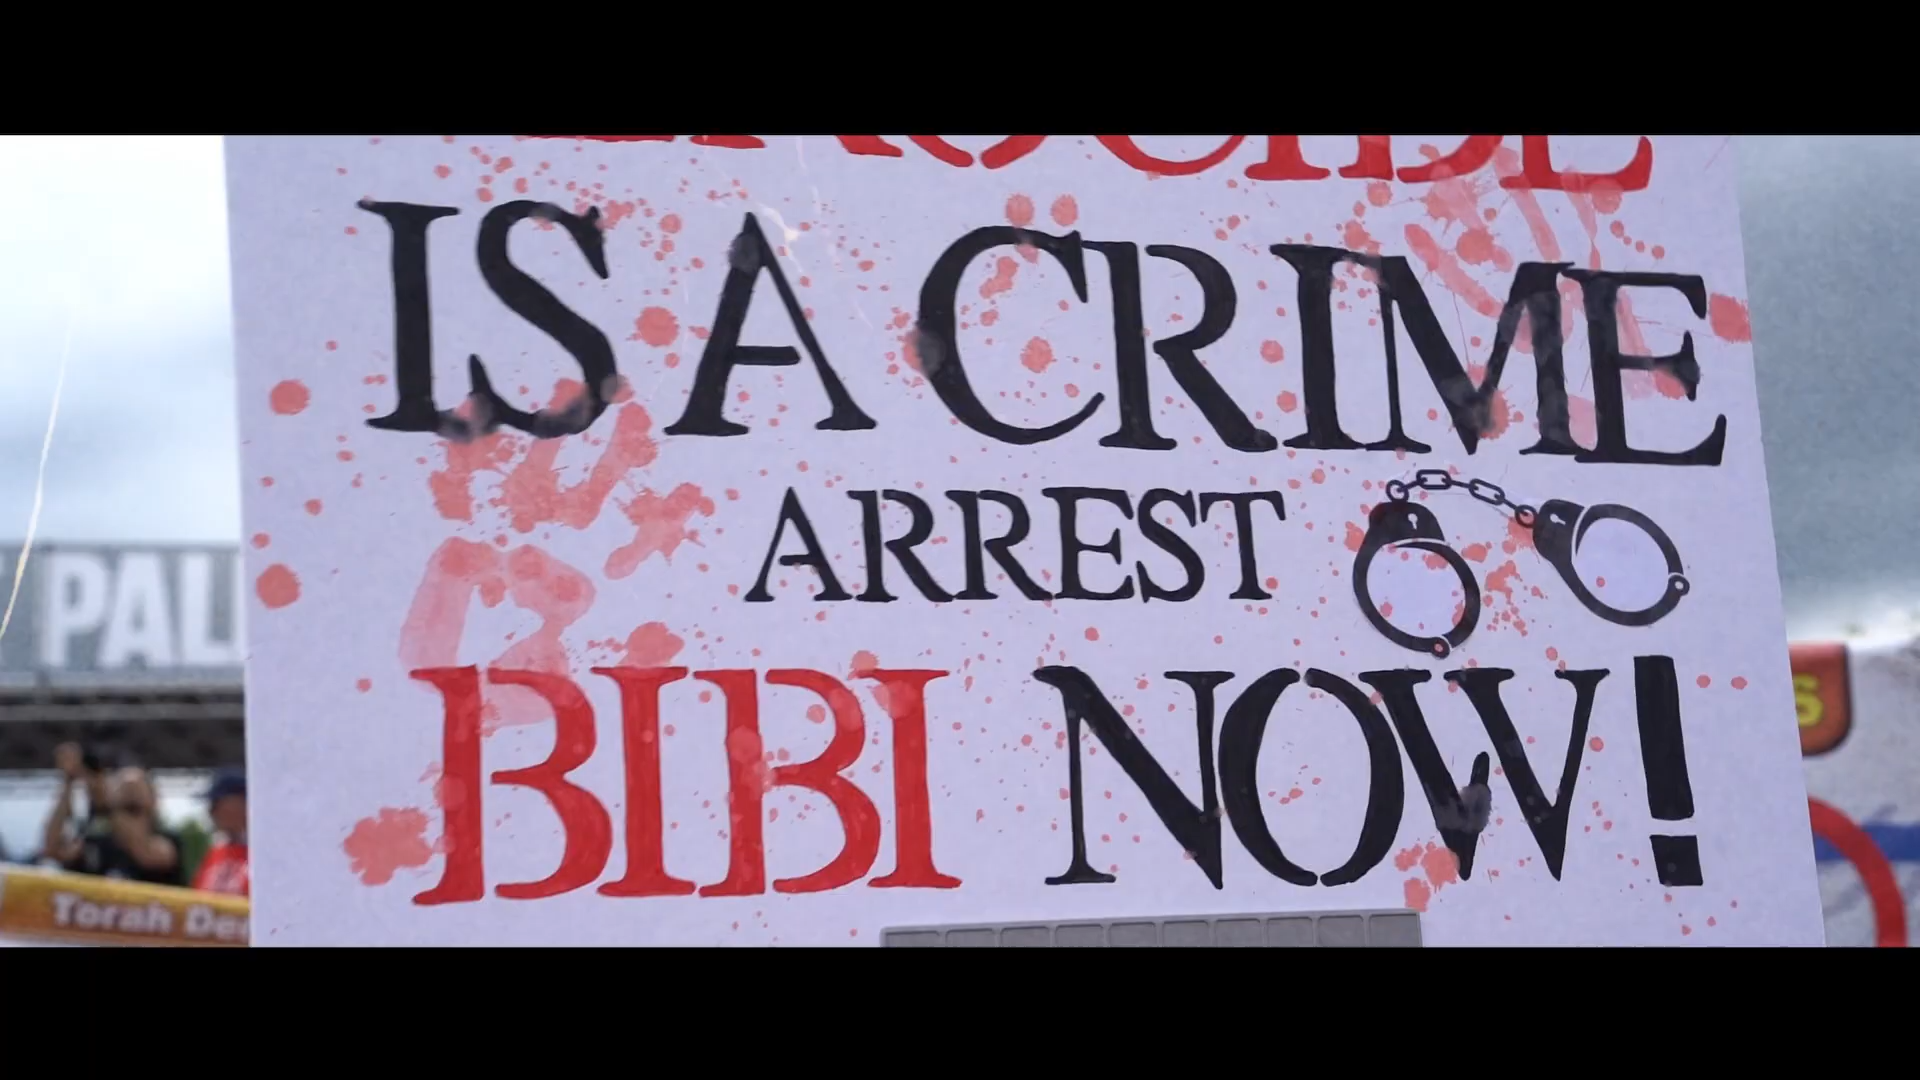 IS A CRIME
ARREST
BIBI NOW!
PAL
Torah